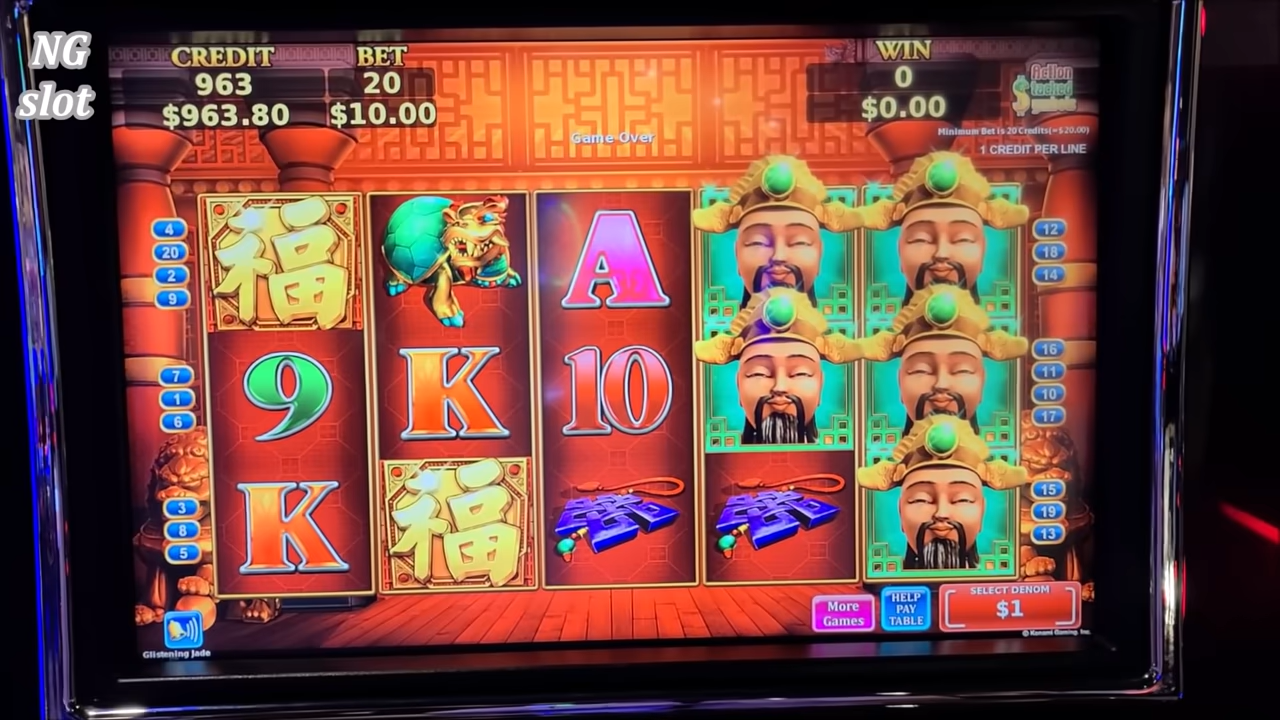 NG
slot
CREDIT
BET
WIN
963
20
0
$963.80
$10.00
$0.00
Action
$tacked
Symbols
Game Over
Minimum Bet is 20 Credits(=$20.00)
1 CREDIT PER LINE
福
A
4
20
2
9
12
18
14
9
K
10
7
1
6
16
11
10
17
K
福
3
8
5
15
19
13
More
Games
HELP
PAY
TABLE
SELECT DENOM
$1
© Konami Gaming, Inc.
Glistening Jade